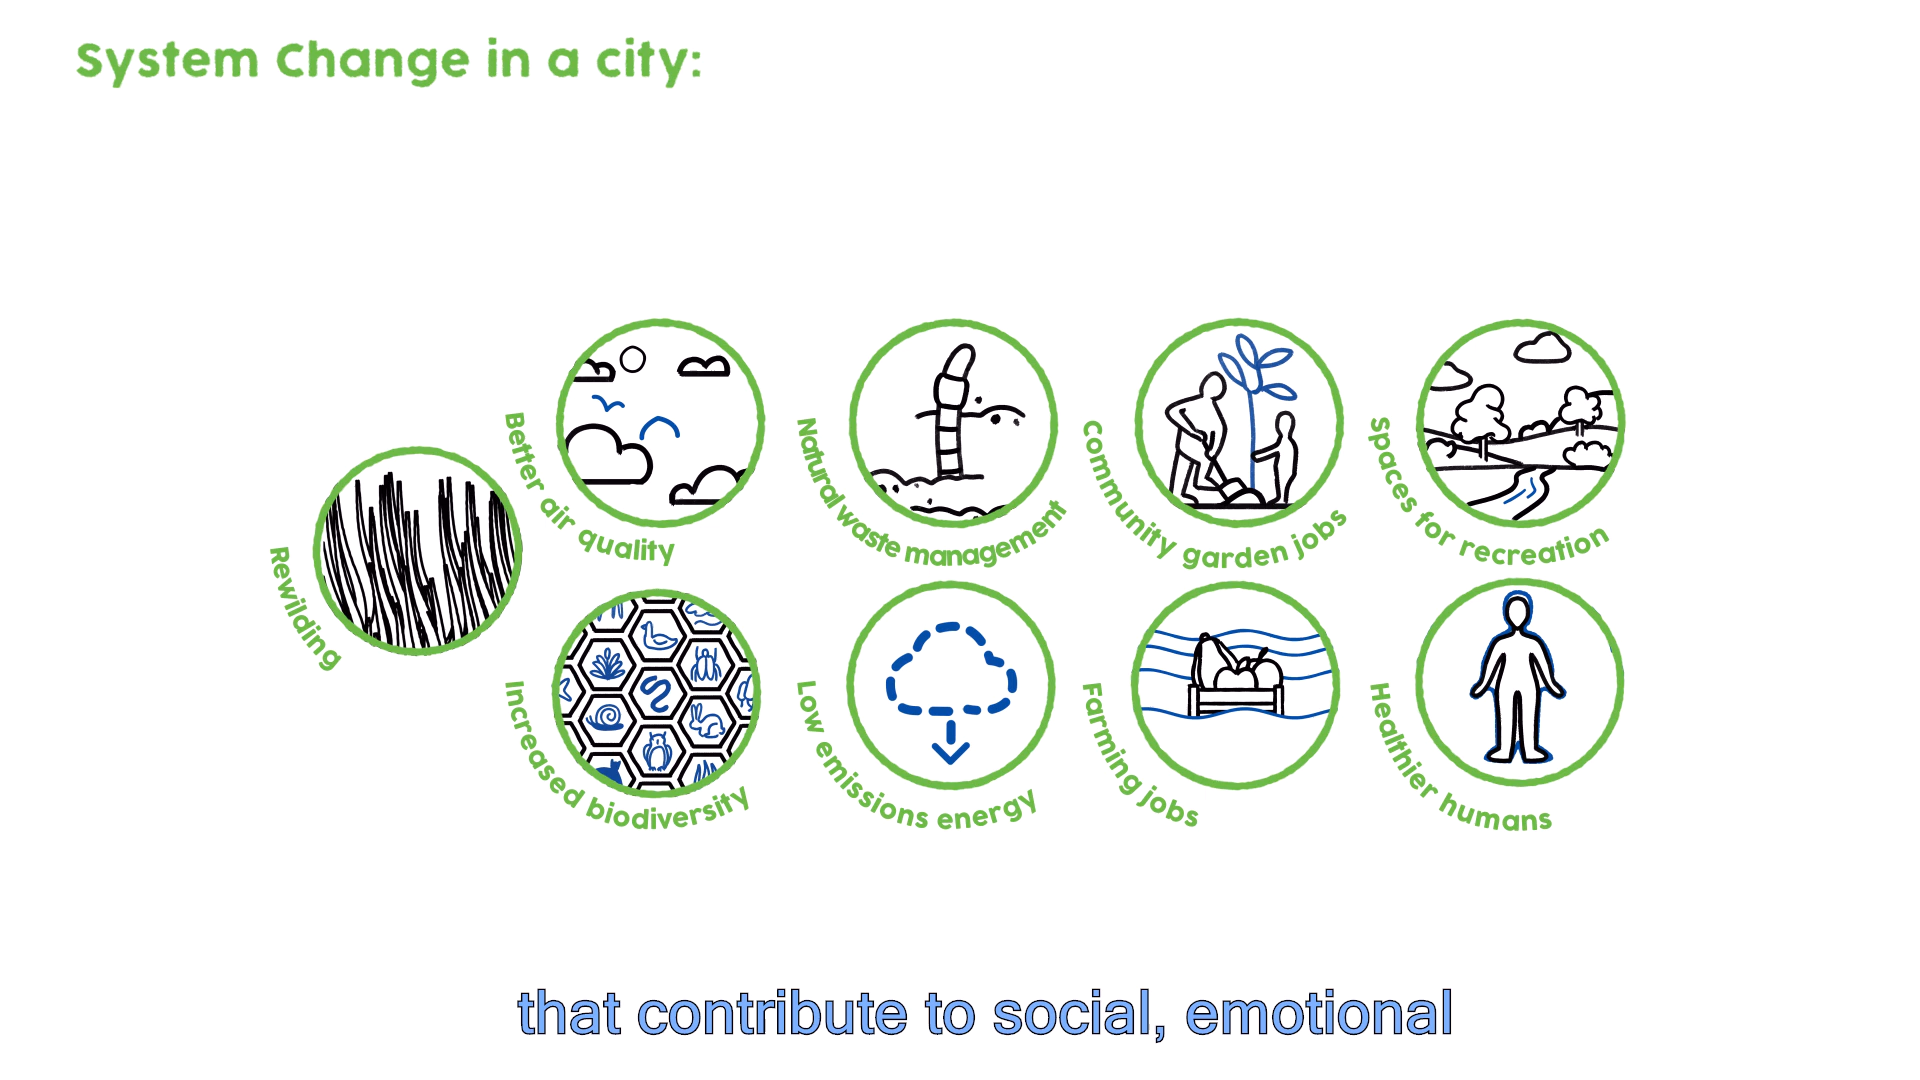 System Change in a city:
Rewilding
Better air quality
Natural waste management
Community garden jobs
Spaces for recreation
Increased biodiversity
Low emissions energy
Farming jobs
Healthier humans
that contribute to social, emotional